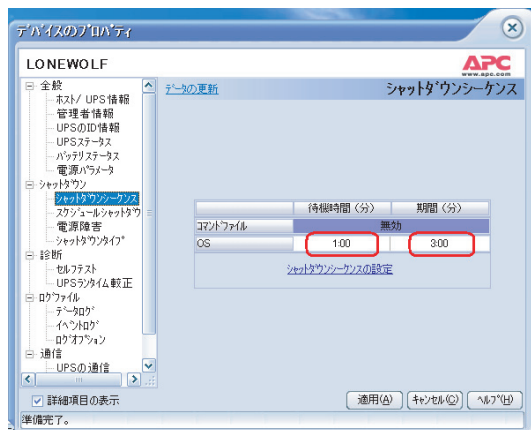 デバイスのプロパティ
LONEWOLF
APC
www.apc.com
全般
ホスト/ UPS情報
管理者情報
UPSのID情報
UPSステータス
バッテリステータス
電源パラメータ
シャットダウン
シャットダウンシーケンス
スケジュールシャットダウ
電源障害
シャットダウンタイプ
診断
セルフテスト
UPSランタイム較正
ログファイル
データログ
イベントログ
ログオプション
通信
UPSの通信
データの更新
シャットダウンシーケンス
待機時間(分) 期間(分)
コマンドファイル 無効
OS 1:00 3:00
シャットダウンシーケンスの設定
詳細項目の表示
適用(A) キャンセル(C) ヘルプ(H)
準備完了。